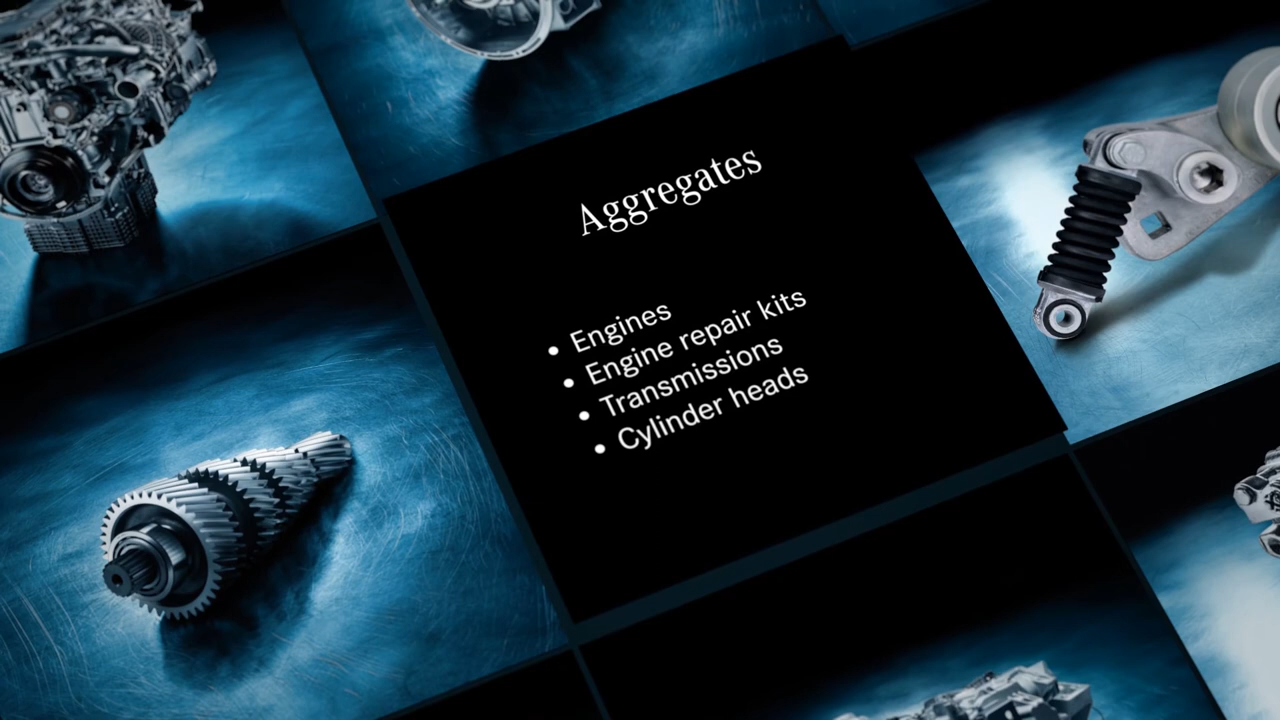 Aggregates
• Engines
• Engine repair kits
• Transmissions
• Cylinder heads